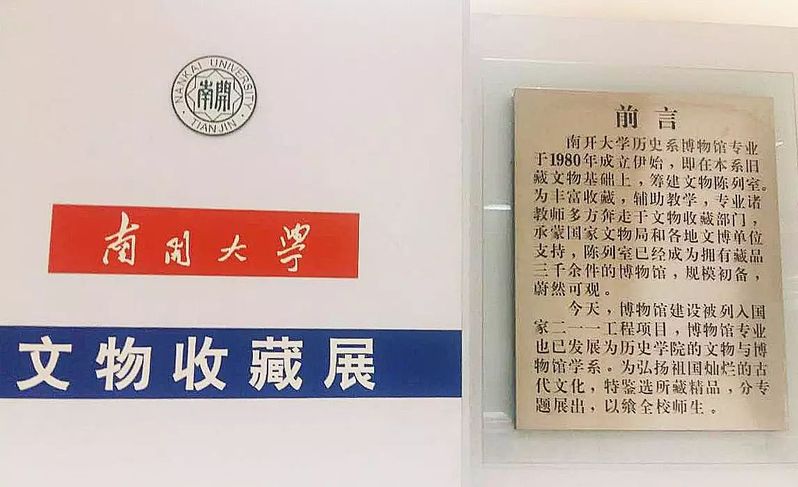 NANKAI UNIVERSITY
南開
TIANJIN
南開大學
文物收藏展
前言
南开大学历史系博物馆专业
于1980年成立伊始，即在本系旧
藏文物基础上，筹建文物陈列室。
为丰富收藏，辅助教学，专业诸
教师多方奔走于文物收藏部门，
承蒙国家文物局和各地文博单位
支持，陈列室已经成为拥有藏品
三千余件的博物馆，规模初备，
蔚然可观。
今天，博物馆建设被列入国
家二一一工程项目，博物馆专业
也已发展为历史学院的文物与博
物馆学系。为弘扬祖国灿烂的古
代文化，特鉴选所藏精品，分专
题展出，以飨全校师生。